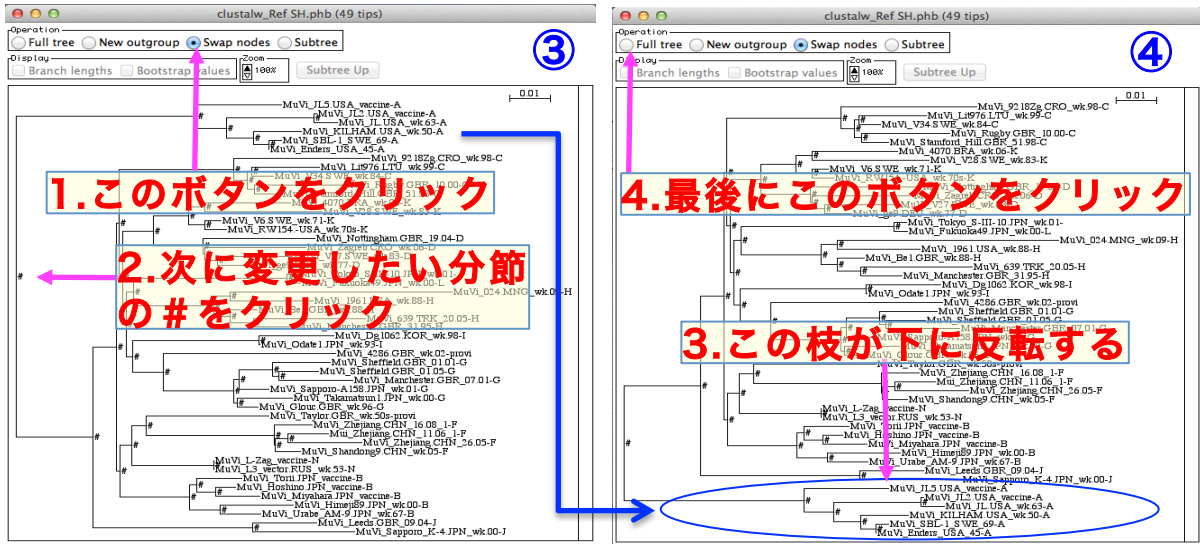 clustalw_Ref SH.phb (49 tips)
Operation
Full tree New outgroup Swap nodes Subtree
③
Display
Branch lengths Bootstrap values
Zoom
100%
Subtree Up
0.01
MuVi_JL5.USA_vaccine-A
MuVi_JL2.USA_vaccine-A
MuVi_JL.USA_wk.63-A
MuVi_KILHAM.USA_wk.50-A
MuVi_SBL-1_SWE_69-A
MuVi_Enders_USA_45-A
MuVi_9218Zg.CRO_wk.98-C
MuVi_Lit976.LTU_wk.99-C
1.このボタンをクリック
MuVi_V6.SWE_wk.71-K
MuVi_RW154-.USA_wk.70s-K
MuVi_Nottingham.GBR_19.04-D
2.次に変更したい分節
の#をクリック
MuVi_Dg1062.KOR_wk.98-I
MuVi_Odate1.JPN_wk.93-I
MuVi_4286.GBR_wk.02-provi
MuVi_Sheffield.GBR_01.01-G
MuVi_Sheffield.GBR_01.05-G
MuVi_Manchester.GBR_07.01-G
MuVi_Sapporo-A158.JPN_wk.01-G
MuVi_Takamatsun1.JPN_wk.00-G
MuVi_Glouc.GBR_wk.96-G
MuVi_Taylor.GBR_wk.50s-provi
MuVi_Zhejiang.CHN_16.08_1-F
Mui_Zhejiang.CHN_11.06_1-F
MuVi_Zhejiang.CHN_26.05-F
MuVi_Shandong9.CHN_wk.05-F
MuVi_L-Zag_vaccine-N
MuVi_L3_vector.RUS_wk.53-N
MuVi_Torii.JPN_vaccine-B
MuVi_Hoshino.JPN_vaccine-B
MuVi_Miyahara.JPN_vaccine-B
MuVi_Himeji89.JPN_wk.00-B
MuVi_Urabe_AM-9.JPN_wk.67-B
MuVi_Leeds.GBR_09.04-J
MuVi_Sapporo_K-4.JPN_wk.00-J
clustalw_Ref SH.phb (49 tips)
Operation
Full tree New outgroup Swap nodes Subtree
④
Display
Branch lengths Bootstrap values
Zoom
100%
Subtree Up
0.01
MuVi_9218Zg.CRO_wk.98-C
MuVi_Lit976.LTU_wk.99-C
MuVi_V34.SWE_wk.84-C
MuVi_Rugby.GBR_10.00-C
MuVi_Stamford_Hill.GBR_51.98-C
MuVi_4070.BRA_wk.06-K
MuVi_V28.SWE_wk.83-K
MuVi_V6.SWE_wk.71-K
4.最後にこのボタンをクリック
MuVi_Tokyo_S-III-10.JPN_wk.01-
MuVi_Fukuoka49.JPN_wk.00-L
MuVi_024.MNG_wk.09-H
MuVi_1961.USA_wk.88-H
MuVi_Be1.GBR_wk.88-H
MuVi_639.TRK_20.05-H
MuVi_Manchester.GBR_31.95-H
MuVi_Dg1062.KOR_wk.98-I
MuVi_Odate1.JPN_wk.93-I
MuVi_4286.GBR_wk.02-provi
MuVi_Sheffield.GBR_01.01-G
3.この枝が下に反転する
MuVi_Zhejiang.CHN_16.08_1-F
Mui_Zhejiang.CHN_11.06_1-F
MuVi_Zhejiang.CHN_26.05-F
MuVi_Shandong9.CHN_wk.05-F
MuVi_L-Zag_vaccine-N
MuVi_L3_vector.RUS_wk.53-N
MuVi_Torii.JPN_vaccine-B
MuVi_Hoshino.JPN_vaccine-B
MuVi_Miyahara.JPN_vaccine-B
MuVi_Himeji89.JPN_wk.00-B
MuVi_Urabe_AM-9.JPN_wk.67-B
MuVi_Leeds.GBR_09.04-J
MuVi_Sapporo_K-4.JPN_wk.00-J
MuVi_JL5.USA_vaccine-A
MuVi_JL2.USA_vaccine-A
MuVi_JL.USA_wk.63-A
MuVi_KILHAM.USA_wk.50-A
MuVi_SBL-1_SWE_69-A
MuVi_Enders_USA_45-A